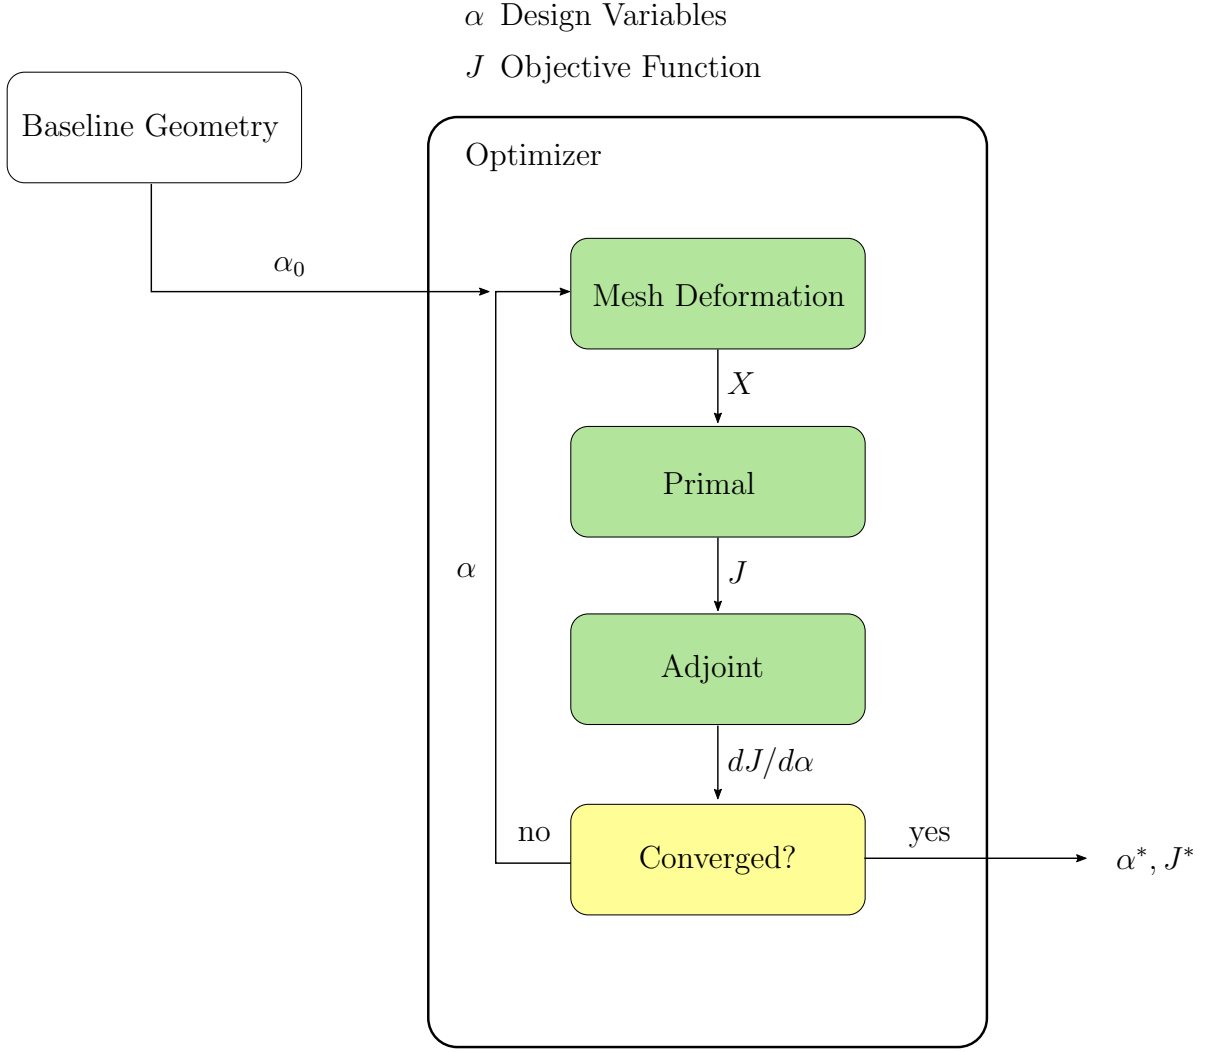 α Design Variables
J Objective Function
Baseline Geometry
Optimizer
α₀
Mesh Deformation
X
Primal
α
J
Adjoint
dJ/dα
no
Converged?
yes
α*, J*